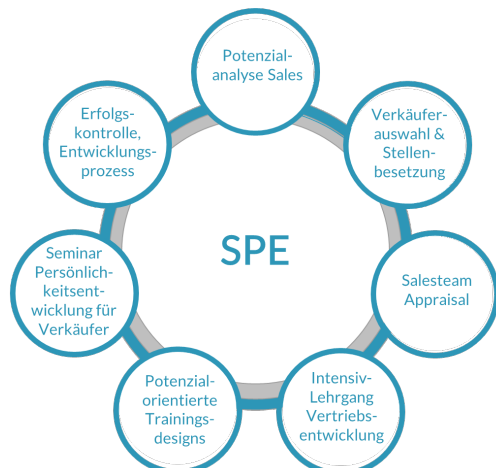 Potenzial-
analyse Sales
Verkäufer-
auswahl &
Stellen-
besetzung
Salesteam
Appraisal
Intensiv-
Lehrgang
Vertriebs-
entwicklung
Potenzial-
orientierte
Trainings-
designs
Seminar
Persönlich-
keitsent-
wicklung für
Verkäufer
Erfolgs-
kontrolle,
Entwicklungs-
prozess
SPE